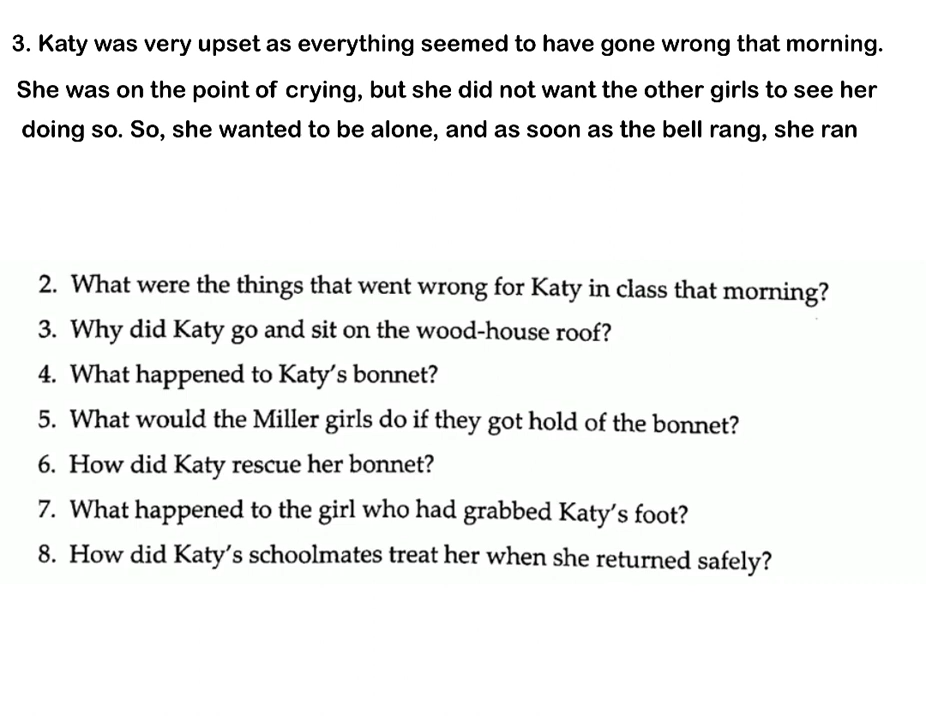 3. Katy was very upset as everything seemed to have gone wrong that morning.
She was on the point of crying, but she did not want the other girls to see her
doing so. So, she wanted to be alone, and as soon as the bell rang, she ran
2. What were the things that went wrong for Katy in class that morning?
3. Why did Katy go and sit on the wood-house roof?
4. What happened to Katy's bonnet?
5. What would the Miller girls do if they got hold of the bonnet?
6. How did Katy rescue her bonnet?
7. What happened to the girl who had grabbed Katy's foot?
8. How did Katy's schoolmates treat her when she returned safely?